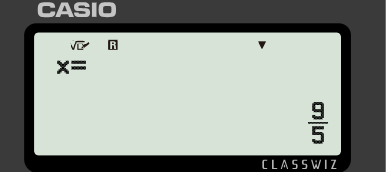 CASIO
√□/ R ▼
x=
9
5
CLASSWIZ